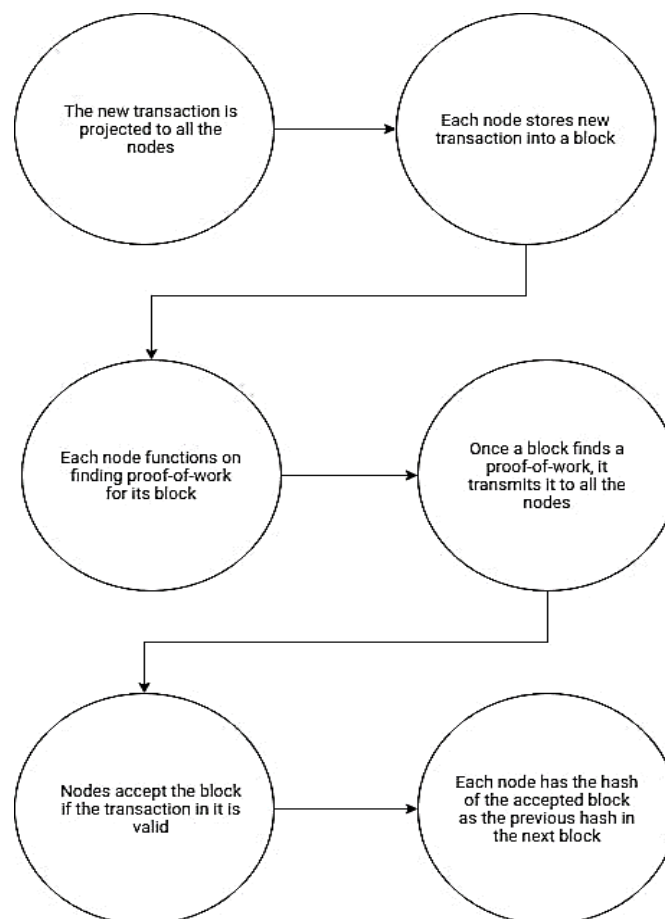 The new transaction is
projected to all the
nodes
Each node stores new
transaction into a block
Each node functions on
finding proof-of-work
for its block
Once a block finds a
proof-of-work, it
transmits it to all the
nodes
Nodes accept the block
if the transaction in it is
valid
Each node has the hash
of the accepted block
as the previous hash in
the next block